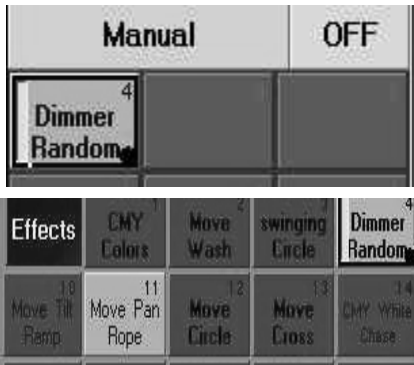 Manual OFF
4
Dimmer
Random
Effects
1 2 3 4
CMY Move swinging Dimmer
Colors Wash Circle Random
10 11 12 13 14
Move Tilt Move Pan Move Move CMY White
Ramp Rope Circle Cross Chase